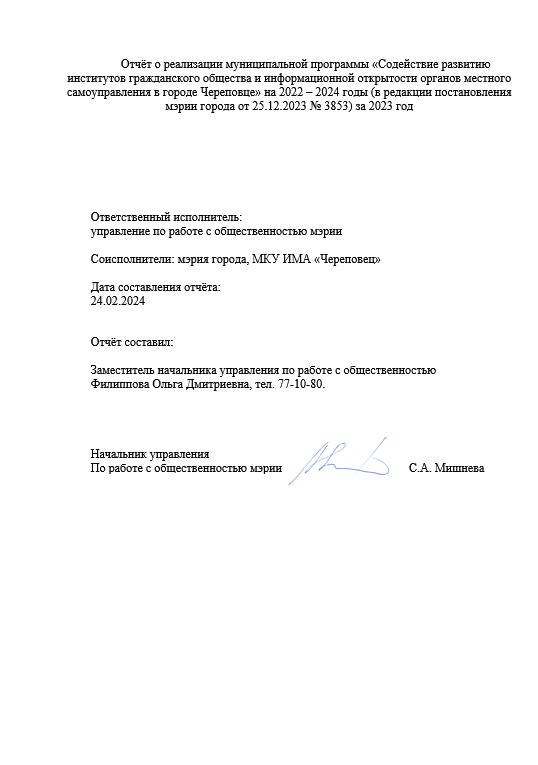 Отчёт о реализации муниципальной программы «Содействие развитию
институтов гражданского общества и информационной открытости органов местного
самоуправления в городе Череповце» на 2022 – 2024 годы (в редакции постановления
мэрии города от 25.12.2023 № 3853) за 2023 год
Ответственный исполнитель:
управление по работе с общественностью мэрии
Соисполнители: мэрия города, МКУ ИМА «Череповец»
Дата составления отчёта:
24.02.2024
Отчёт составил:
Заместитель начальника управления по работе с общественностью
Филиппова Ольга Дмитриевна, тел. 77-10-80.
Начальник управления
По работе с общественностью мэрии С.А. Мишнева